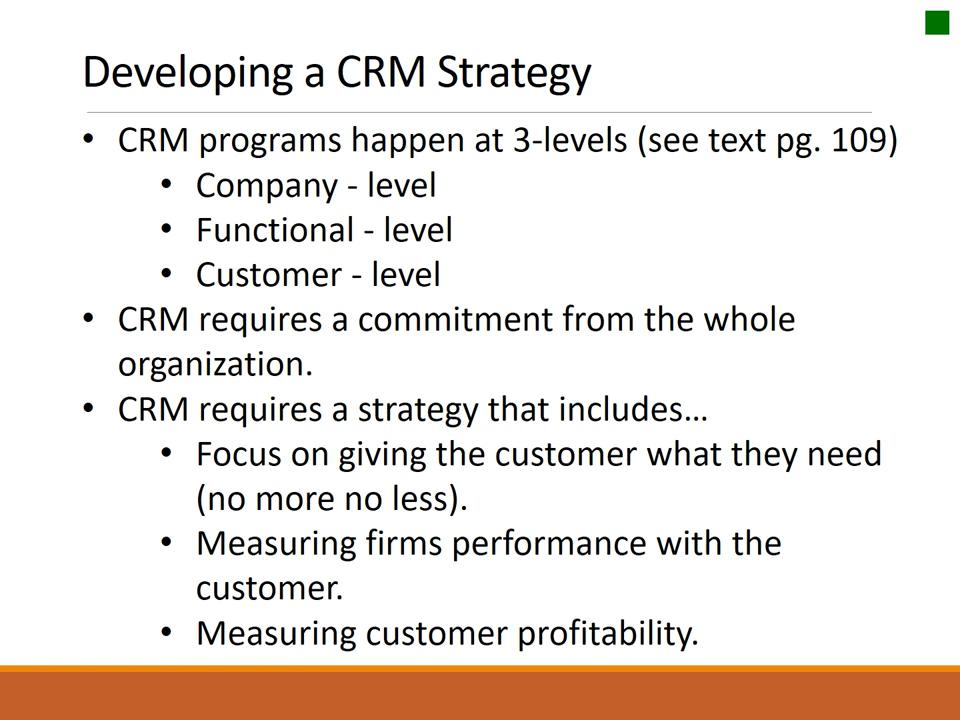 Developing a CRM Strategy
• CRM programs happen at 3-levels (see text pg. 109)
• Company - level
• Functional - level
• Customer - level
• CRM requires a commitment from the whole
organization.
• CRM requires a strategy that includes…
• Focus on giving the customer what they need
(no more no less).
• Measuring firms performance with the
customer.
• Measuring customer profitability.